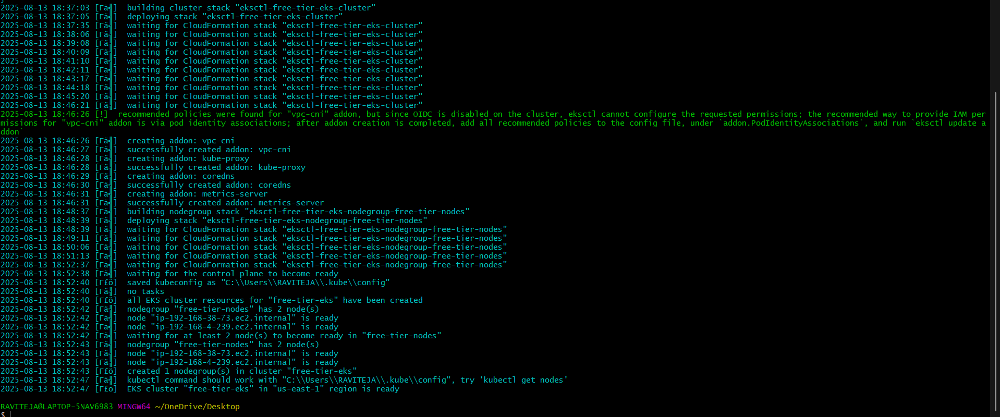 2025-08-13 18:37:03 [Γä╣]  building cluster stack "eksctl-free-tier-eks-cluster"
2025-08-13 18:37:05 [Γä╣]  deploying stack "eksctl-free-tier-eks-cluster"
2025-08-13 18:37:35 [Γä╣]  waiting for CloudFormation stack "eksctl-free-tier-eks-cluster"
2025-08-13 18:38:06 [Γä╣]  waiting for CloudFormation stack "eksctl-free-tier-eks-cluster"
2025-08-13 18:39:08 [Γä╣]  waiting for CloudFormation stack "eksctl-free-tier-eks-cluster"
2025-08-13 18:40:09 [Γä╣]  waiting for CloudFormation stack "eksctl-free-tier-eks-cluster"
2025-08-13 18:41:10 [Γä╣]  waiting for CloudFormation stack "eksctl-free-tier-eks-cluster"
2025-08-13 18:42:11 [Γä╣]  waiting for CloudFormation stack "eksctl-free-tier-eks-cluster"
2025-08-13 18:43:17 [Γä╣]  waiting for CloudFormation stack "eksctl-free-tier-eks-cluster"
2025-08-13 18:44:18 [Γä╣]  waiting for CloudFormation stack "eksctl-free-tier-eks-cluster"
2025-08-13 18:45:20 [Γä╣]  waiting for CloudFormation stack "eksctl-free-tier-eks-cluster"
2025-08-13 18:46:21 [Γä╣]  waiting for CloudFormation stack "eksctl-free-tier-eks-cluster"
2025-08-13 18:46:26 [!]  recommended policies were found for "vpc-cni" addon, but since OIDC is disabled on the cluster, eksctl cannot configure the requested permissions; the recommended way to provide IAM per
missions for "vpc-cni" addon is via pod identity associations; after addon creation is completed, add all recommended policies to the config file, under `addon.PodIdentityAssociations`, and run `eksctl update a
ddon`
2025-08-13 18:46:26 [Γä╣]  creating addon: vpc-cni
2025-08-13 18:46:27 [Γä╣]  successfully created addon: vpc-cni
2025-08-13 18:46:28 [Γä╣]  creating addon: kube-proxy
2025-08-13 18:46:28 [Γä╣]  successfully created addon: kube-proxy
2025-08-13 18:46:29 [Γä╣]  creating addon: coredns
2025-08-13 18:46:30 [Γä╣]  successfully created addon: coredns
2025-08-13 18:46:31 [Γä╣]  creating addon: metrics-server
2025-08-13 18:46:31 [Γä╣]  successfully created addon: metrics-server
2025-08-13 18:48:37 [Γä╣]  building nodegroup stack "eksctl-free-tier-eks-nodegroup-free-tier-nodes"
2025-08-13 18:48:39 [Γä╣]  deploying stack "eksctl-free-tier-eks-nodegroup-free-tier-nodes"
2025-08-13 18:48:39 [Γä╣]  waiting for CloudFormation stack "eksctl-free-tier-eks-nodegroup-free-tier-nodes"
2025-08-13 18:49:11 [Γä╣]  waiting for CloudFormation stack "eksctl-free-tier-eks-nodegroup-free-tier-nodes"
2025-08-13 18:50:06 [Γä╣]  waiting for CloudFormation stack "eksctl-free-tier-eks-nodegroup-free-tier-nodes"
2025-08-13 18:51:13 [Γä╣]  waiting for CloudFormation stack "eksctl-free-tier-eks-nodegroup-free-tier-nodes"
2025-08-13 18:52:37 [Γä╣]  waiting for CloudFormation stack "eksctl-free-tier-eks-nodegroup-free-tier-nodes"
2025-08-13 18:52:38 [Γä╣]  waiting for the control plane to become ready
2025-08-13 18:52:40 [Γ£ö]  saved kubeconfig as "C:\\Users\\RAVITEJA\\.kube\\config"
2025-08-13 18:52:40 [Γä╣]  no tasks
2025-08-13 18:52:40 [Γ£ö]  all EKS cluster resources for "free-tier-eks" have been created
2025-08-13 18:52:42 [Γä╣]  nodegroup "free-tier-nodes" has 2 node(s)
2025-08-13 18:52:42 [Γä╣]  node "ip-192-168-38-73.ec2.internal" is ready
2025-08-13 18:52:42 [Γä╣]  node "ip-192-168-4-239.ec2.internal" is ready
2025-08-13 18:52:42 [Γä╣]  waiting for at least 2 node(s) to become ready in "free-tier-nodes"
2025-08-13 18:52:43 [Γä╣]  nodegroup "free-tier-nodes" has 2 node(s)
2025-08-13 18:52:43 [Γä╣]  node "ip-192-168-38-73.ec2.internal" is ready
2025-08-13 18:52:43 [Γä╣]  node "ip-192-168-4-239.ec2.internal" is ready
2025-08-13 18:52:43 [Γ£ö]  created 1 nodegroup(s) in cluster "free-tier-eks"
2025-08-13 18:52:47 [Γä╣]  kubectl command should work with "C:\\Users\\RAVITEJA\\.kube\\config", try 'kubectl get nodes'
2025-08-13 18:52:47 [Γ£ö]  EKS cluster "free-tier-eks" in "us-east-1" region is ready
RAVITEJA@LAPTOP-5NAV6983 MINGW64 ~/OneDrive/Desktop
$